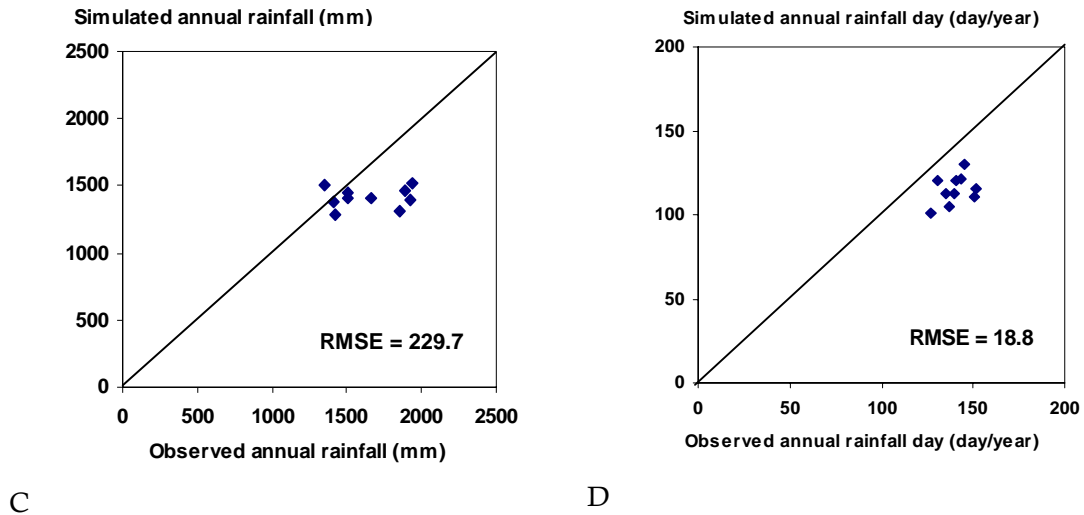 Simulated annual rainfall (mm)
2500
2000
1500
1000
500
0
RMSE = 229.7
0 500 1000 1500 2000 2500
Observed annual rainfall (mm)
C
Simulated annual rainfall day (day/year)
200
150
100
50
0
RMSE = 18.8
0 50 100 150 200
Observed annual rainfall day (day/year)
D